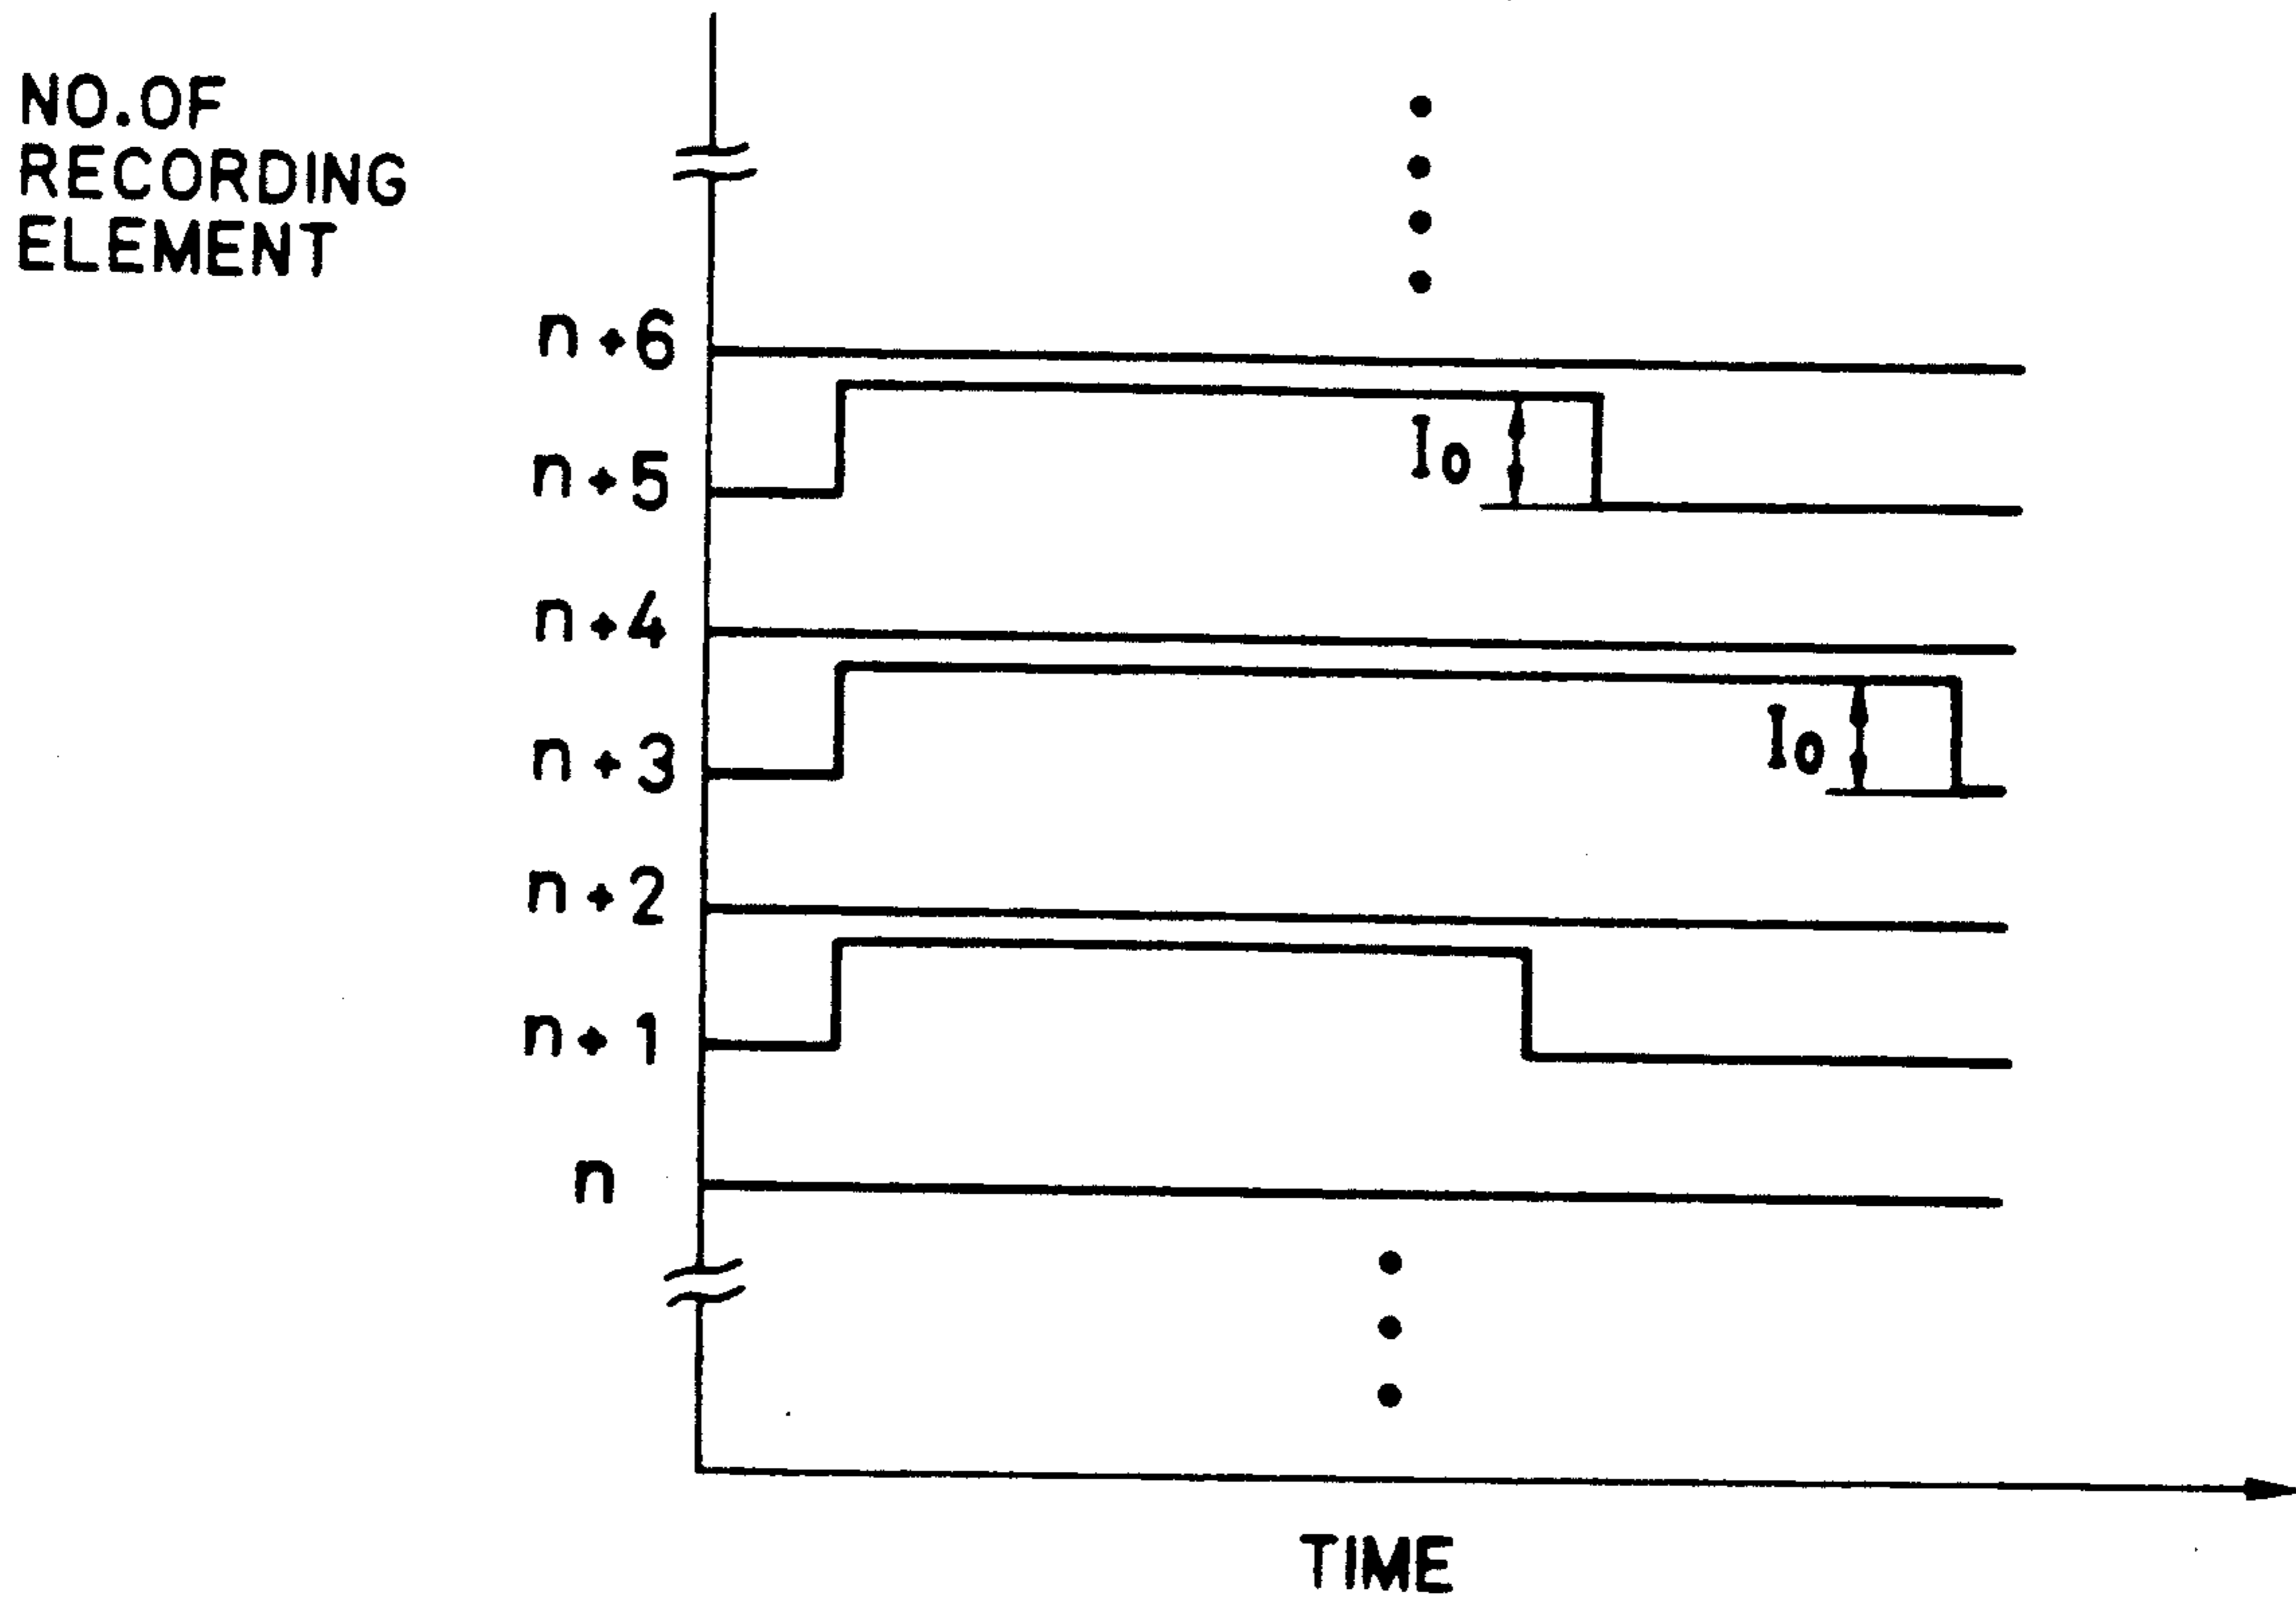 NO.OF
RECORDING
ELEMENT
n+6
I0
n+5
n+4
I0
n+3
n+2
n+1
n
TIME